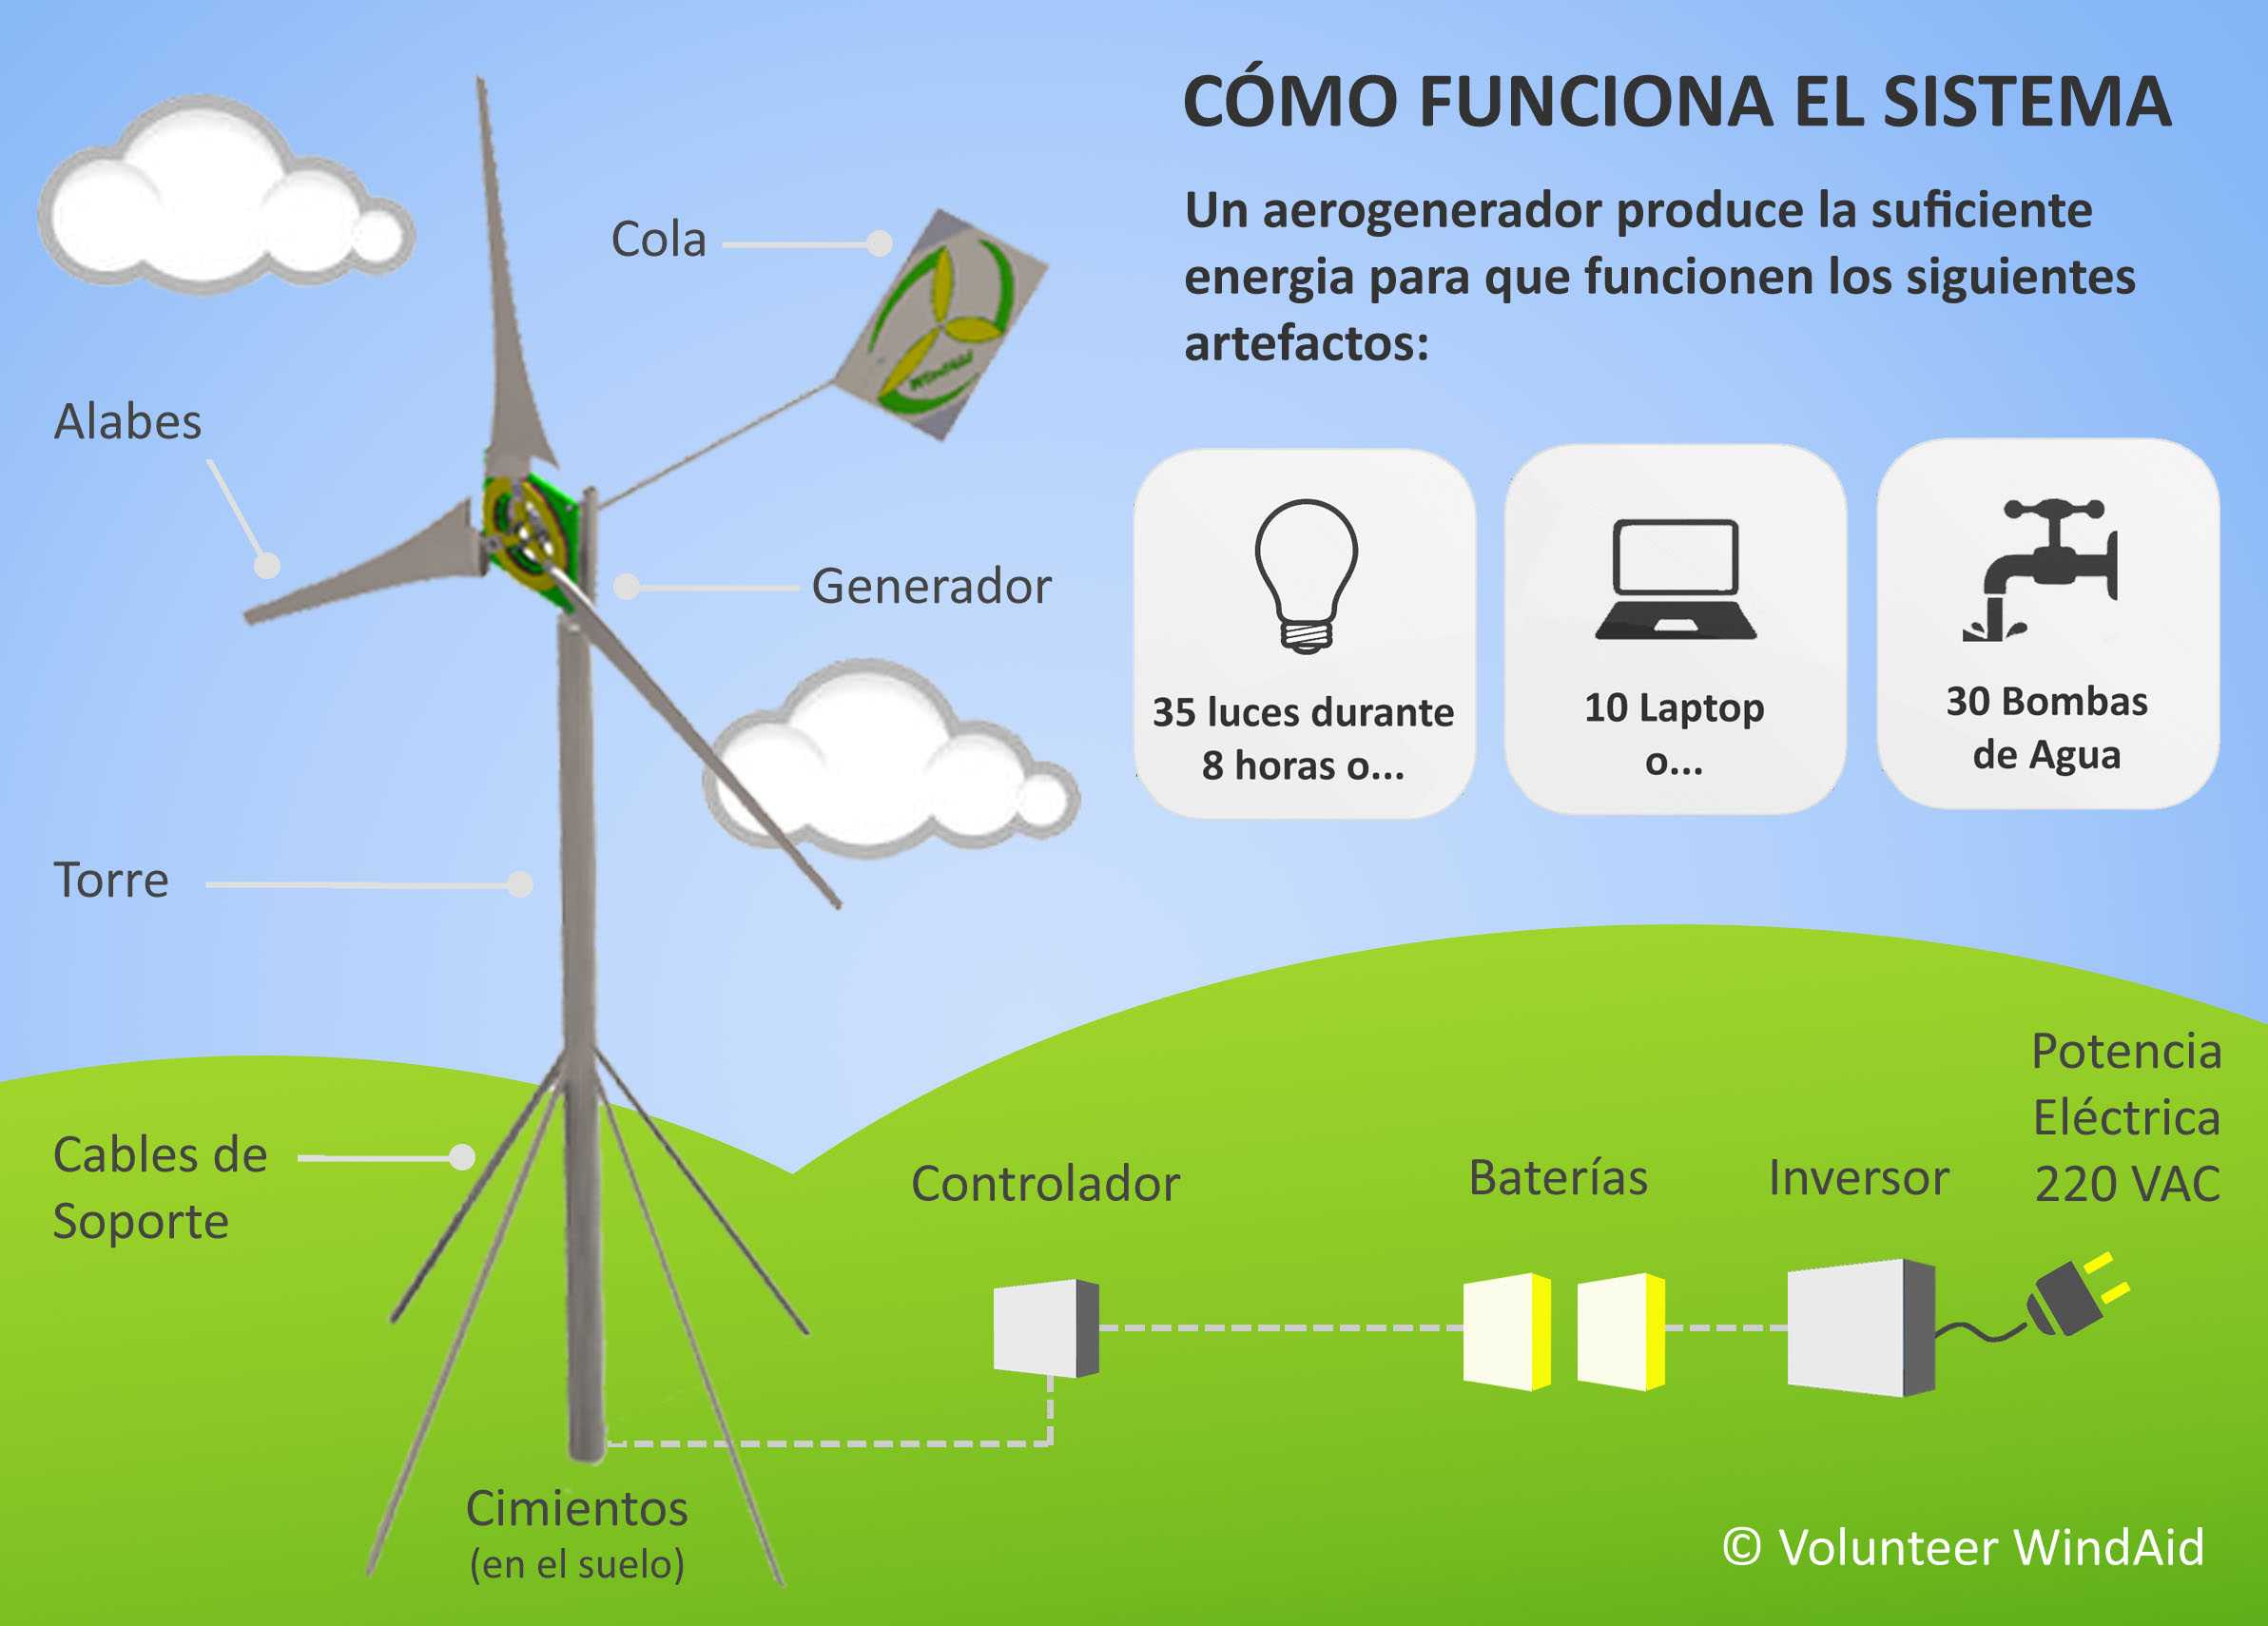 CÓMO FUNCIONA EL SISTEMA
Un aerogenerador produce la suficiente
energia para que funcionen los siguientes
artefactos:
Cola
Alabes
Generador
35 luces durante
8 horas o...
10 Laptop
o...
30 Bombas
de Agua
Torre
Cables de
Soporte
Controlador
Baterías
Inversor
Potencia
Eléctrica
220 VAC
Cimientos
(en el suelo)
© Volunteer WindAid